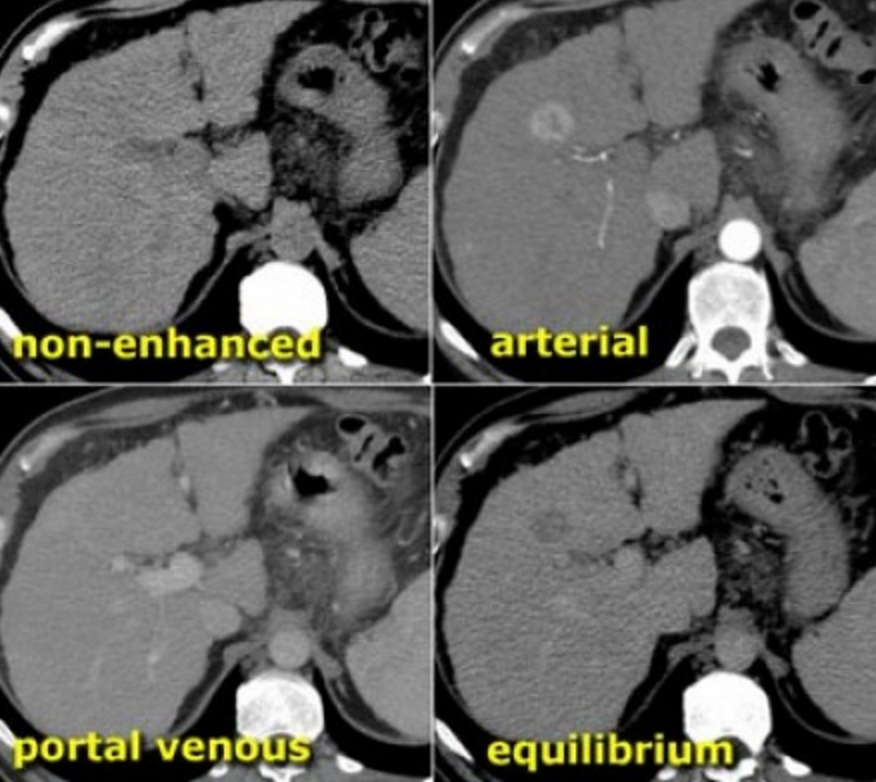 non-enhanced
arterial
portal venous
equilibrium